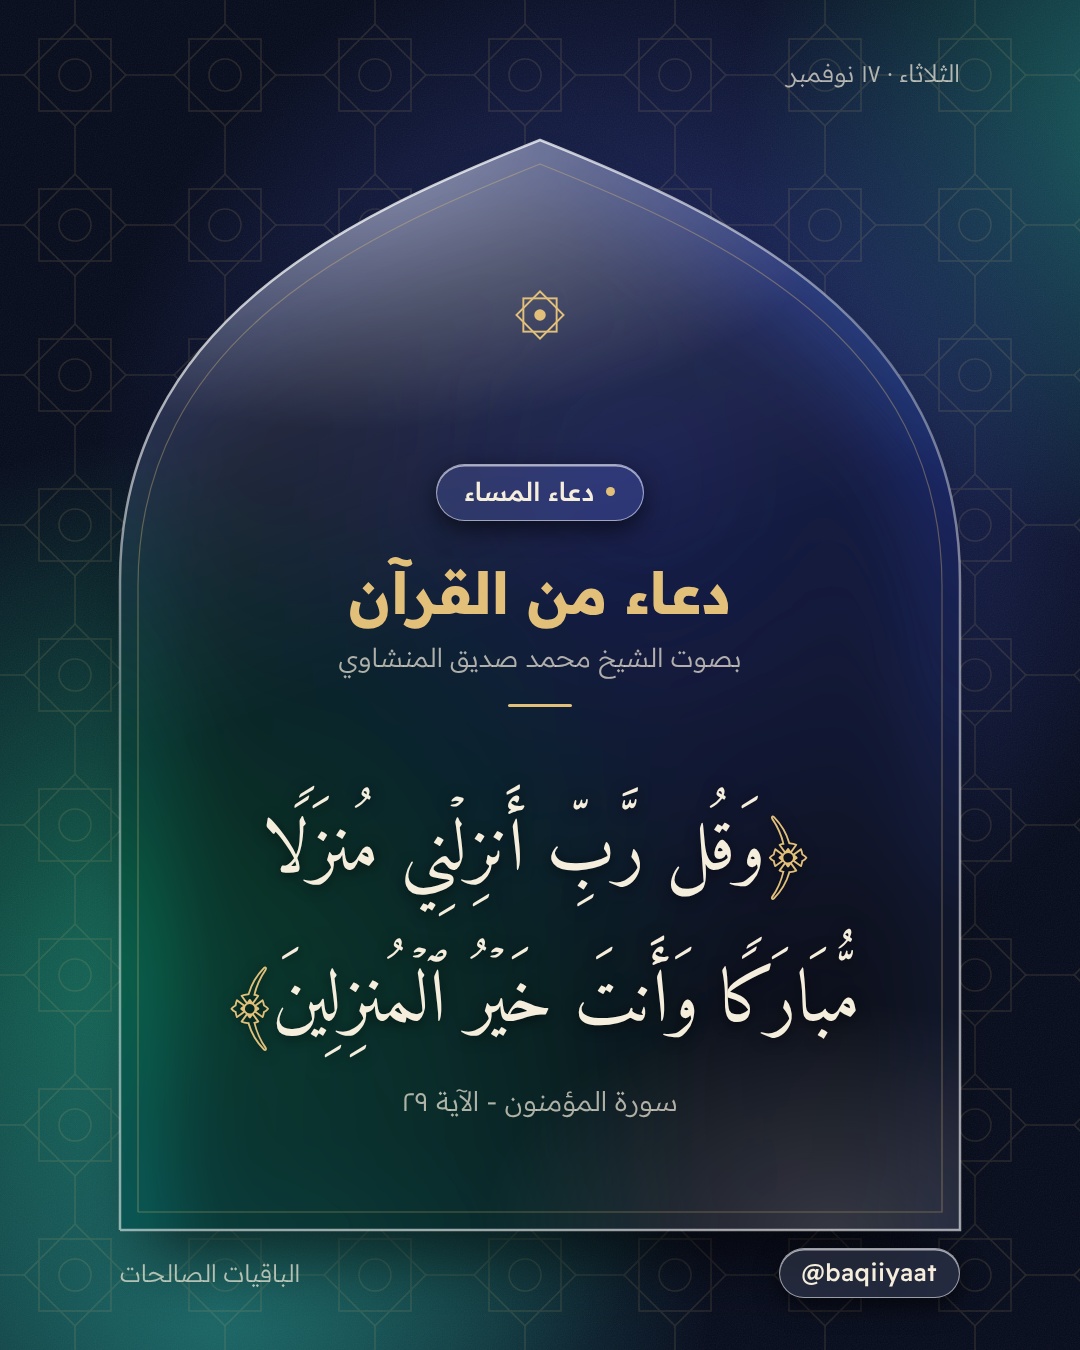 الثلاثاء · ١٧ نوفمبر
دعاء المساء
دعاء من القرآن
بصوت الشيخ محمد صديق المنشاوي
﴿وَقُل رَّبِّ أَنزِلۡنِي مُنزَلٗا
مُّبَارَكٗا وَأَنتَ خَيۡرُ ٱلۡمُنزِلِينَ﴾
سورة المؤمنون - الآية ٢٩
@baqiiyaat
الباقيات الصالحات